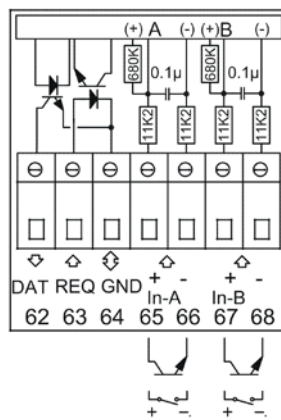 (+) A (-) (+) B (-)
680K 680K
0.1µ 0.1µ
11K2 11K2 11K2 11K2
DAT REQ GND + - + -
In-A In-B
62 63 64 65 66 67 68
+ - + -